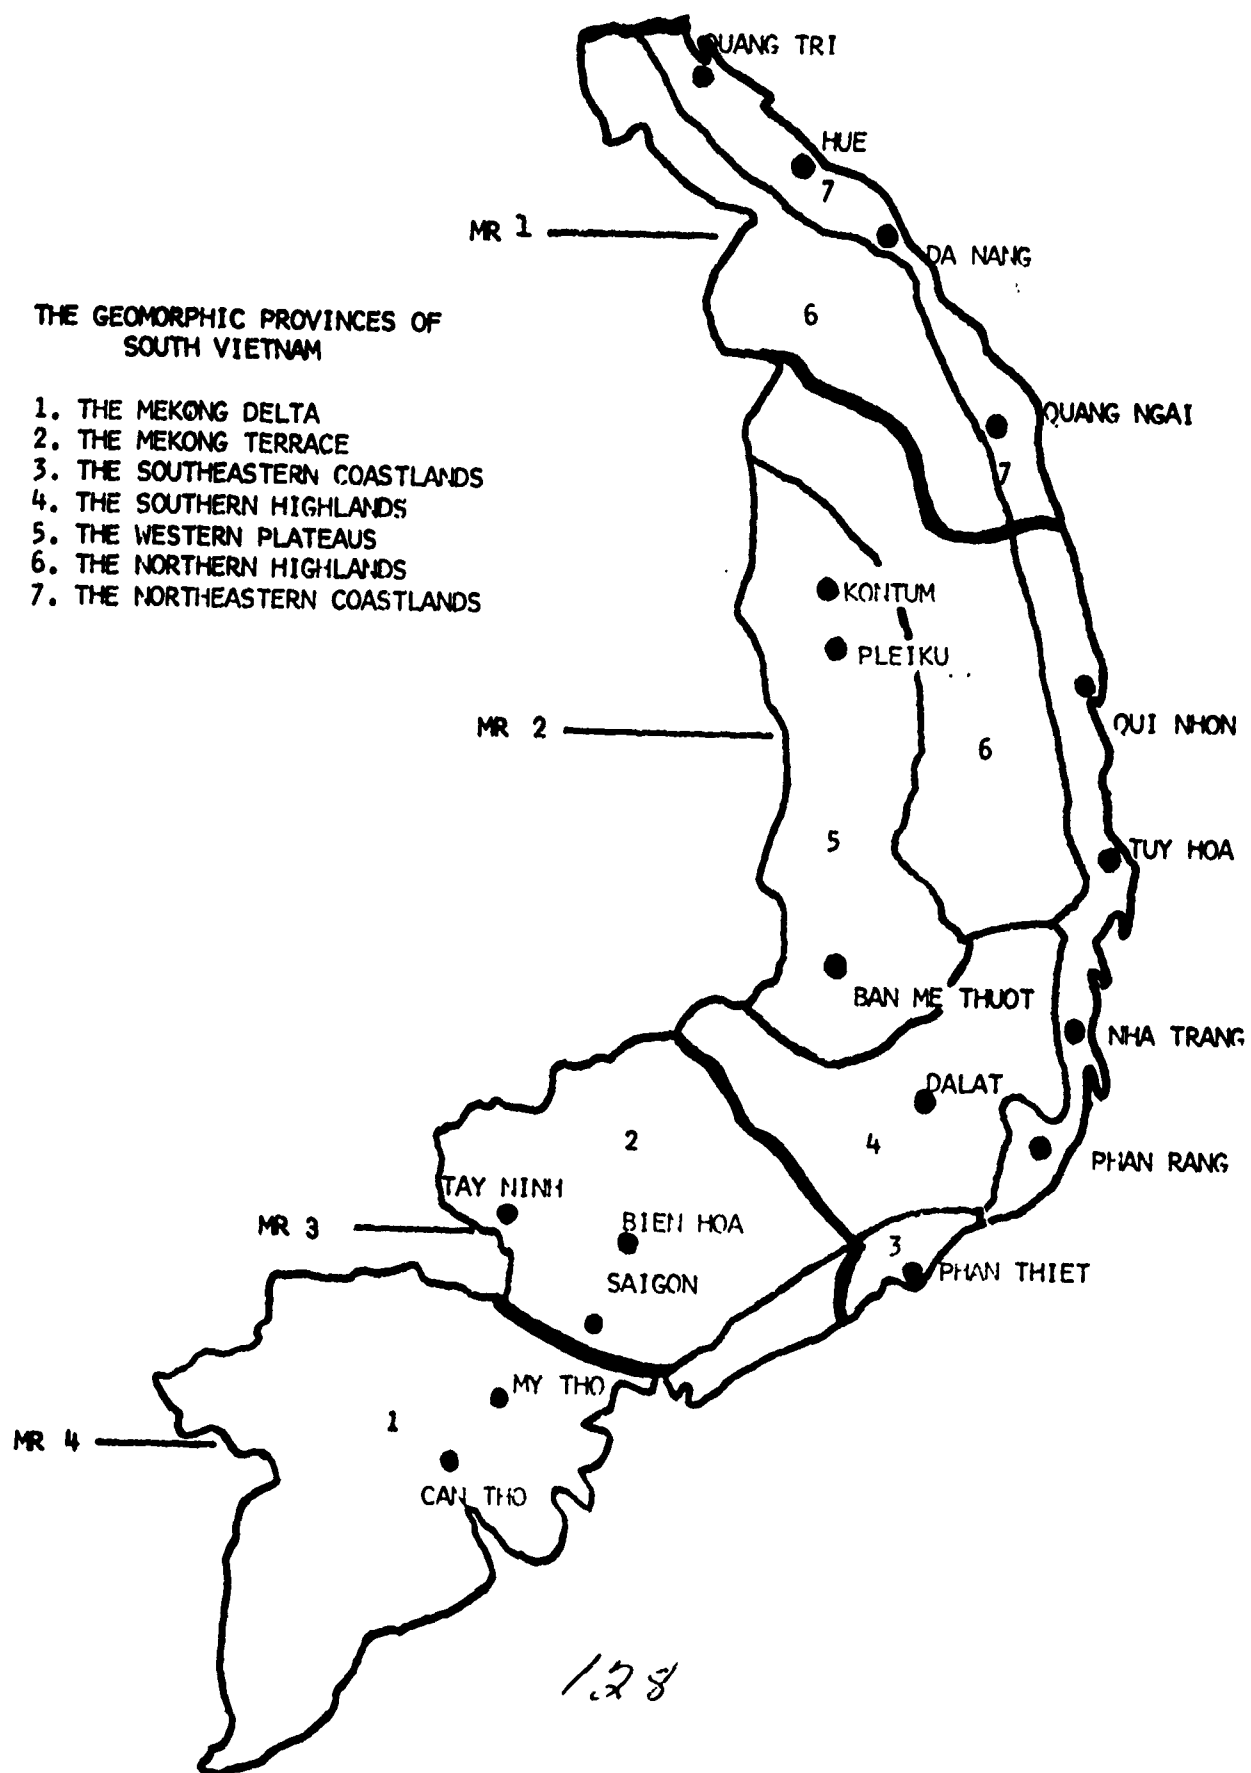 QUANG TRI
HUE
7
MR 1
DA NANG
THE GEOMORPHIC PROVINCES OF
SOUTH VIETNAM
6
1. THE MEKONG DELTA
2. THE MEKONG TERRACE
3. THE SOUTHEASTERN COASTLANDS
4. THE SOUTHERN HIGHLANDS
5. THE WESTERN PLATEAUS
6. THE NORTHERN HIGHLANDS
7. THE NORTHEASTERN COASTLANDS
QUANG NGAI
7
KONTUM
PLEIKU
MR 2
QUI NHON
6
5
TUY HOA
BAN ME THUOT
NHA TRANG
DALAT
2
4
PHAN RANG
TAY NINH
MR 3
BIEN HOA
3
PHAN THIET
SAIGON
MY THO
1
MR 4
CAN THO
128